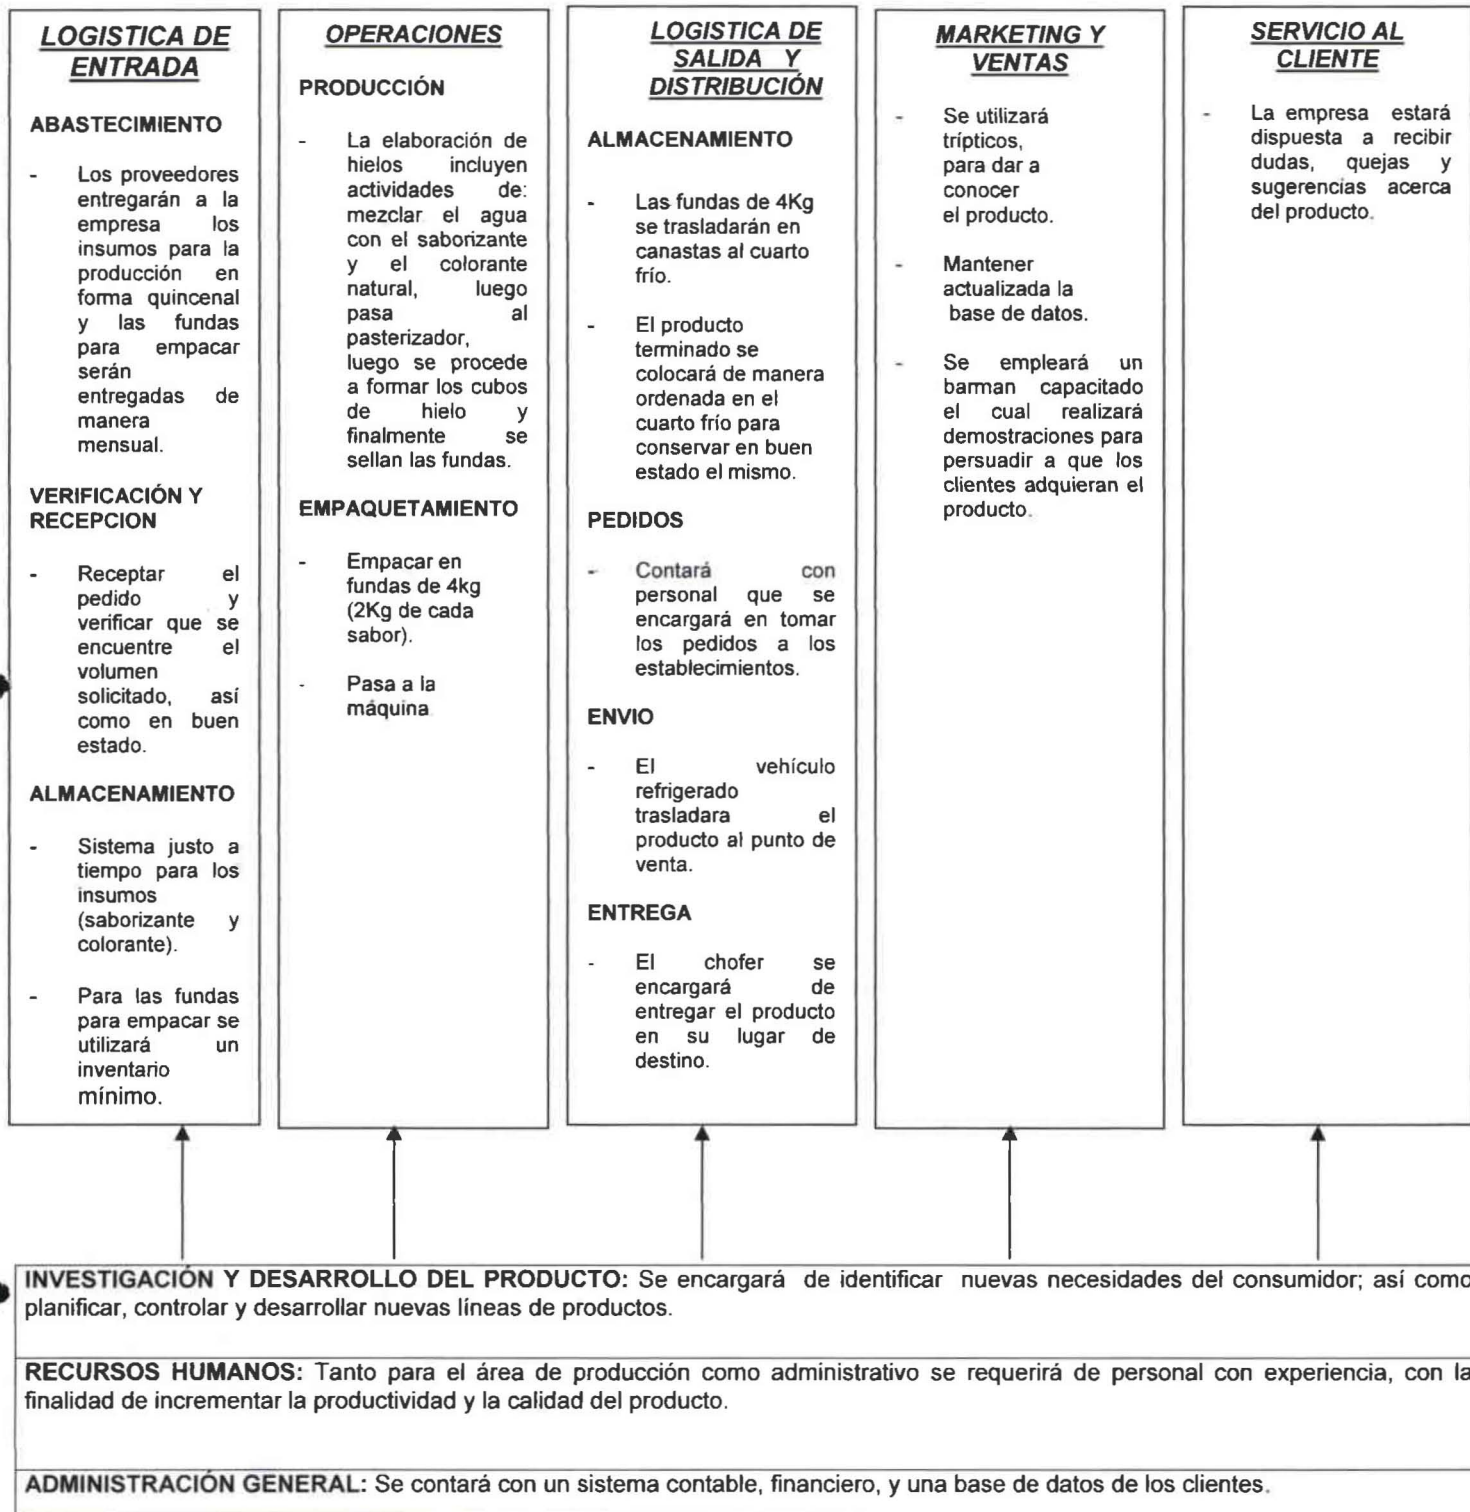 LOGISTICA DE
ENTRADA
ABASTECIMIENTO
- Los proveedores
entregarán a la
empresa los
insumos para la
producción en
forma quincenal
y las fundas
para empacar
serán
entregadas de
manera
mensual.
VERIFICACIÓN Y
RECEPCION
- Receptar el
pedido y
verificar que se
encuentre el
volumen
solicitado, así
como en buen
estado.
ALMACENAMIENTO
- Sistema justo a
tiempo para los
insumos
(saborizante y
colorante).
- Para las fundas
para empacar se
utilizará un
inventario
mínimo.
OPERACIONES
PRODUCCIÓN
- La elaboración de
hielos incluyen
actividades de:
mezclar el agua
con el saborizante
y el colorante
natural, luego
pasa al
pasterizador,
luego se procede
a formar los cubos
de hielo y
finalmente se
sellan las fundas.
EMPAQUETAMIENTO
- Empacar en
fundas de 4kg
(2Kg de cada
sabor).
- Pasa a la
máquina
LOGISTICA DE
SALIDA Y
DISTRIBUCIÓN
ALMACENAMIENTO
- Las fundas de 4Kg
se trasladarán en
canastas al cuarto
frío.
- El producto
terminado se
colocará de manera
ordenada en el
cuarto frío para
conservar en buen
estado el mismo.
PEDIDOS
- Contará con
personal que se
encargará en tomar
los pedidos a los
establecimientos.
ENVIO
- El vehículo
refrigerado
trasladara el
producto al punto de
venta.
ENTREGA
- El chofer se
encargará de
entregar el producto
en su lugar de
destino.
MARKETING Y
VENTAS
- Se utilizará
trípticos,
para dar a
conocer
el producto.
- Mantener
actualizada la
base de datos.
- Se empleará un
barman capacitado
el cual realizará
demostraciones para
persuadir a que los
clientes adquieran el
producto.
SERVICIO AL
CLIENTE
- La empresa estará
dispuesta a recibir
dudas, quejas y
sugerencias acerca
del producto.
INVESTIGACIÓN Y DESARROLLO DEL PRODUCTO: Se encargará de identificar nuevas necesidades del consumidor; así como
planificar, controlar y desarrollar nuevas líneas de productos.
RECURSOS HUMANOS: Tanto para el área de producción como administrativo se requerirá de personal con experiencia, con la
finalidad de incrementar la productividad y la calidad del producto.
ADMINISTRACIÓN GENERAL: Se contará con un sistema contable, financiero, y una base de datos de los clientes.